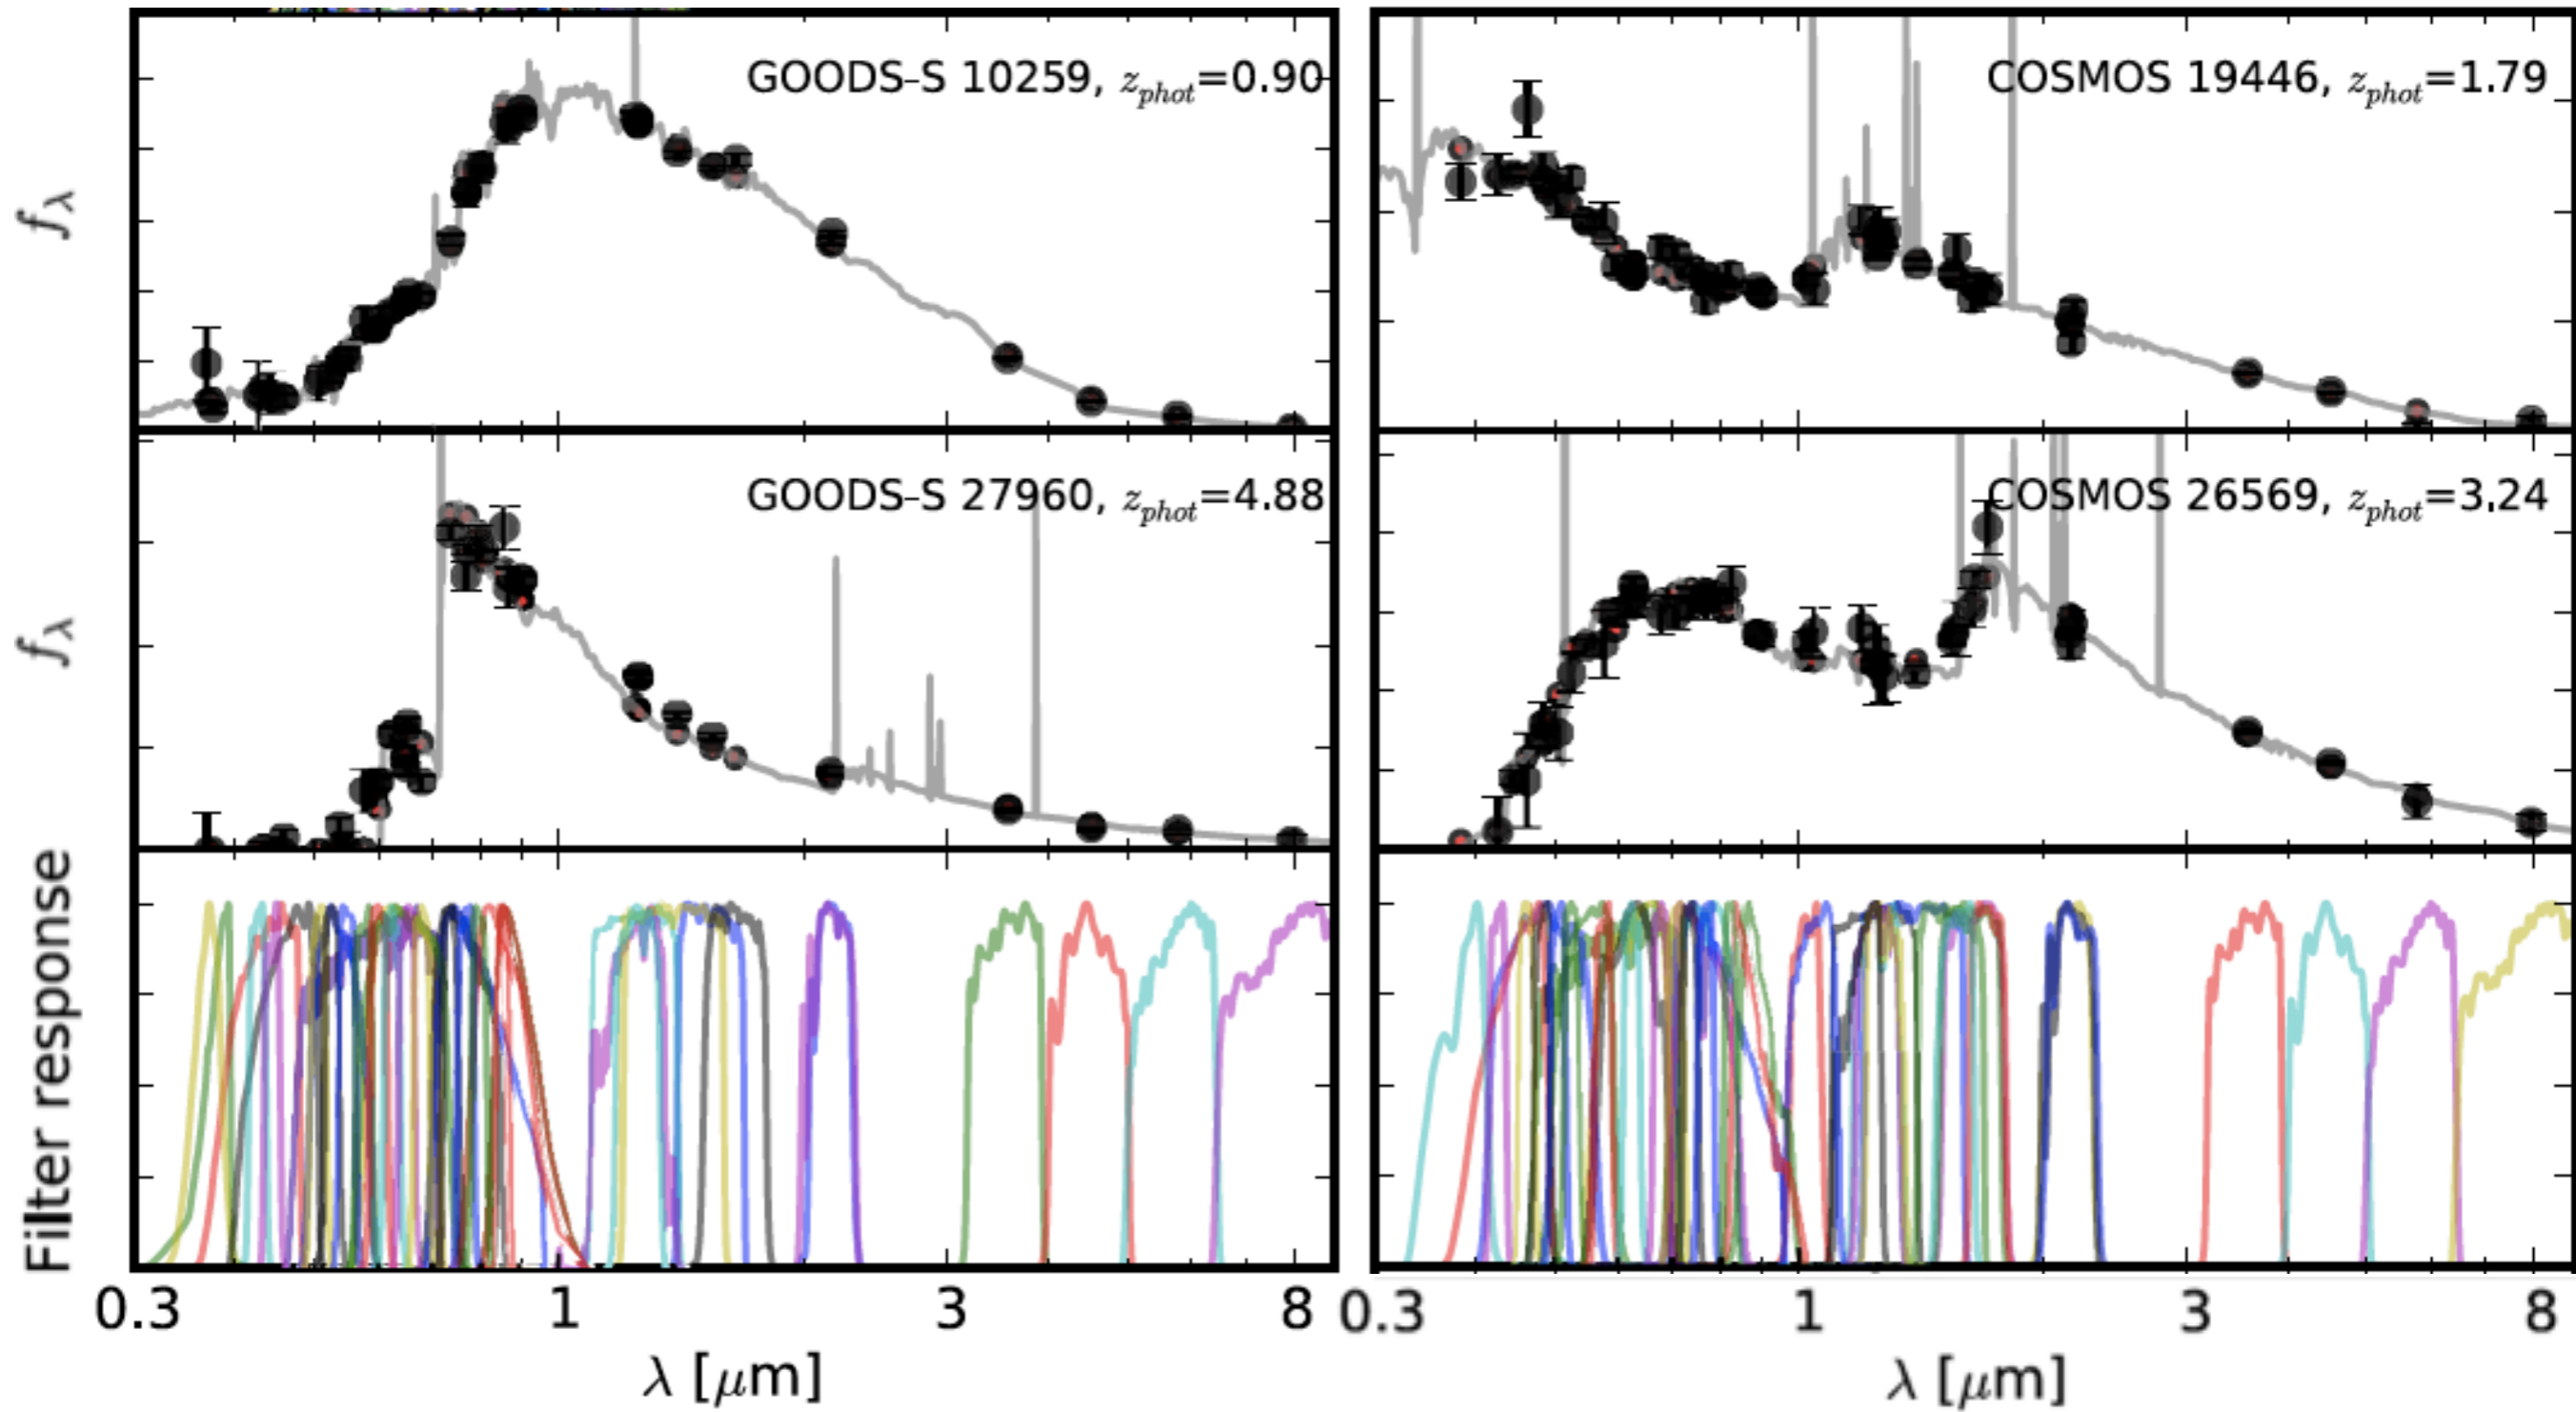 GOODS-S 10259, z_phot=0.90
COSMOS 19446, z_phot=1.79
f_λ
GOODS-S 27960, z_phot=4.88
COSMOS 26569, z_phot=3.24
f_λ
Filter response
0.3 1 3 8
0.3 1 3 8
λ [μm]
λ [μm]